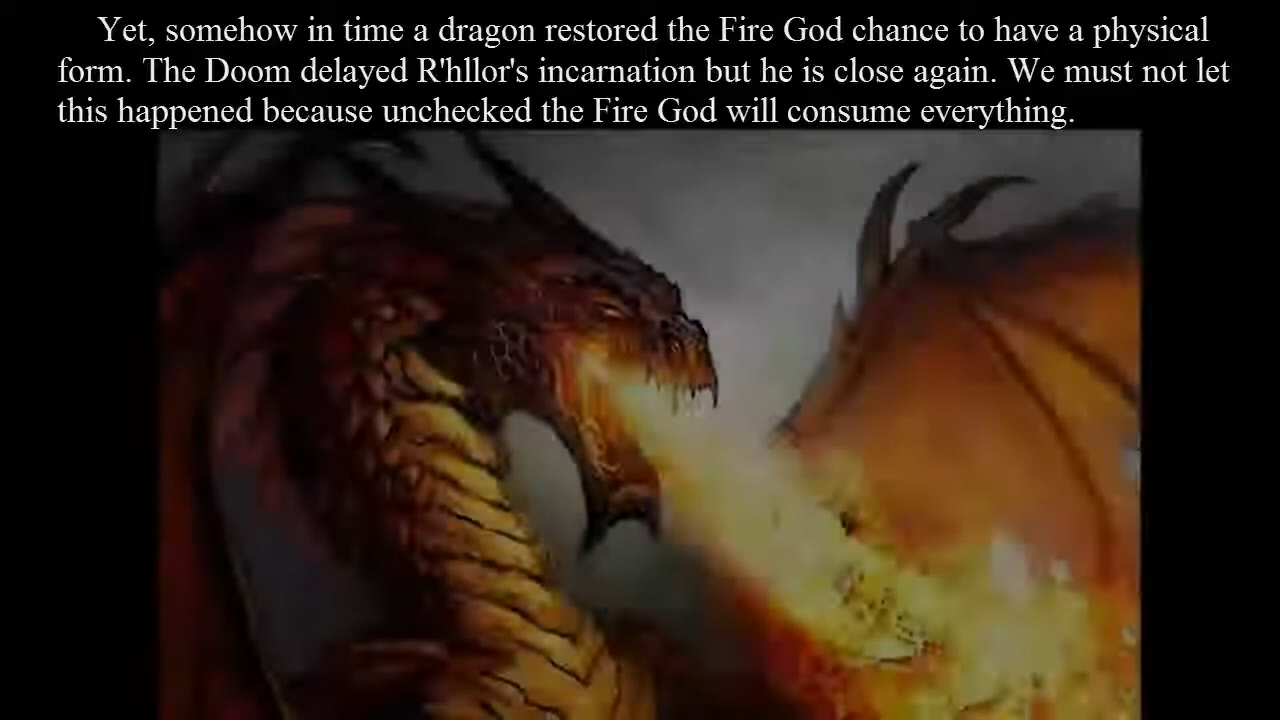 Yet, somehow in time a dragon restored the Fire God chance to have a physical
form. The Doom delayed R'hllor's incarnation but he is close again. We must not let
this happened because unchecked the Fire God will consume everything.